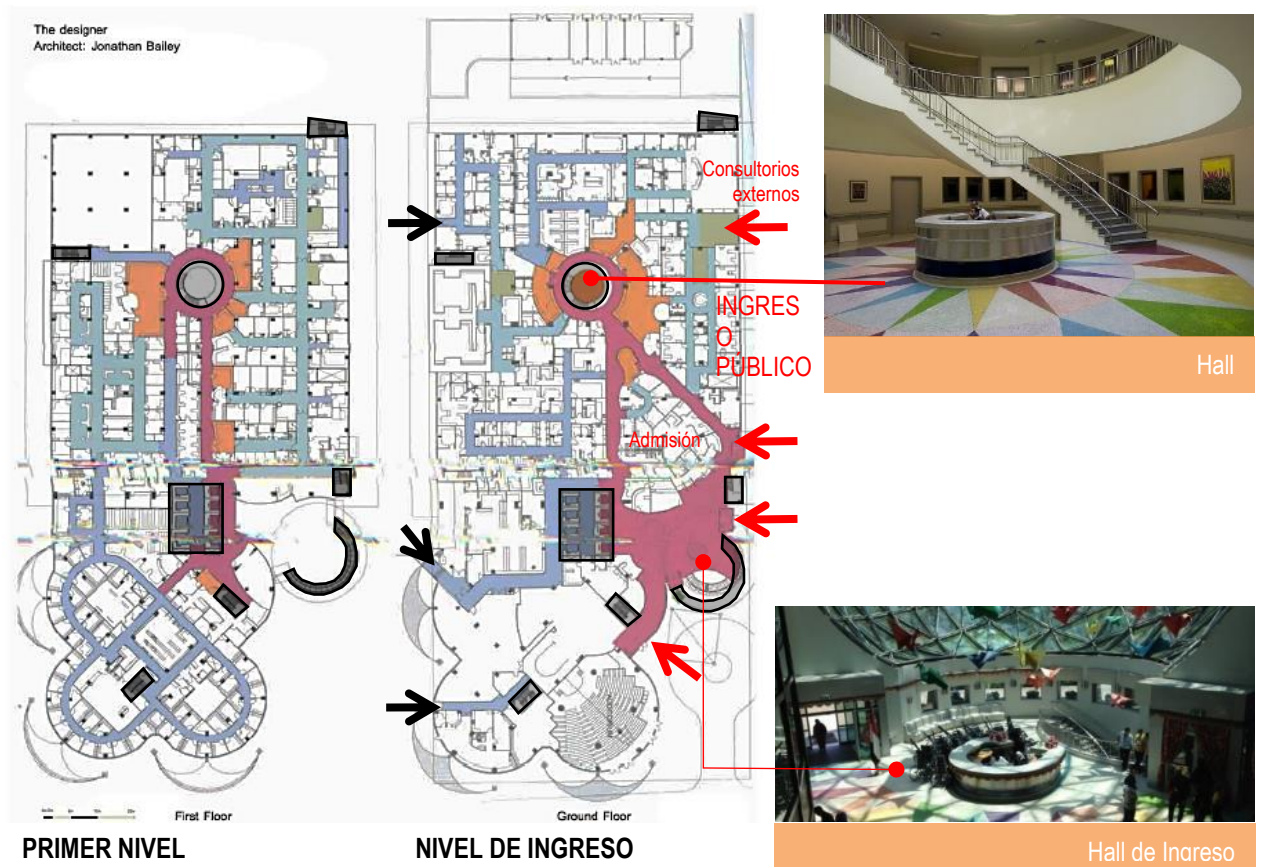 The designer
Architect: Jonathan Bailey
Consultorios
externos
INGRES
O
PÚBLICO
Hall
Admisión
First Floor
Ground Floor
PRIMER NIVEL
NIVEL DE INGRESO
Hall de Ingreso